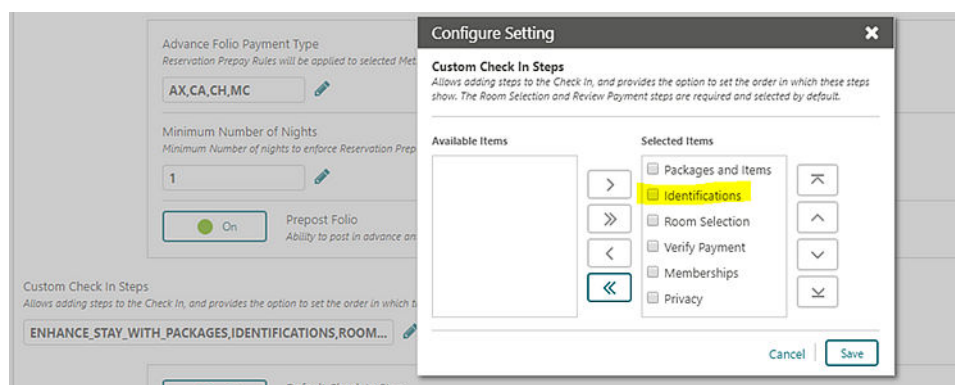 Advance Folio Payment Type
Reservation Prepay Rules will be applied to selected Met
AX,CA,CH,MC
Minimum Number of Nights
Minimum Number of nights to enforce Reservation Prep
1
On
Prepost Folio
Ability to post in advance an
Custom Check In Steps
Allows adding steps to the Check In, and provides the option to set the order in which t
ENHANCE_STAY_WITH_PACKAGES,IDENTIFICATIONS,ROOM...
Configure Setting
Custom Check In Steps
Allows adding steps to the Check In, and provides the option to set the order in which these steps
show. The Room Selection and Review Payment steps are required and selected by default.
Available Items
Selected Items
Packages and Items
Identifications
Room Selection
Verify Payment
Memberships
Privacy
Cancel
Save